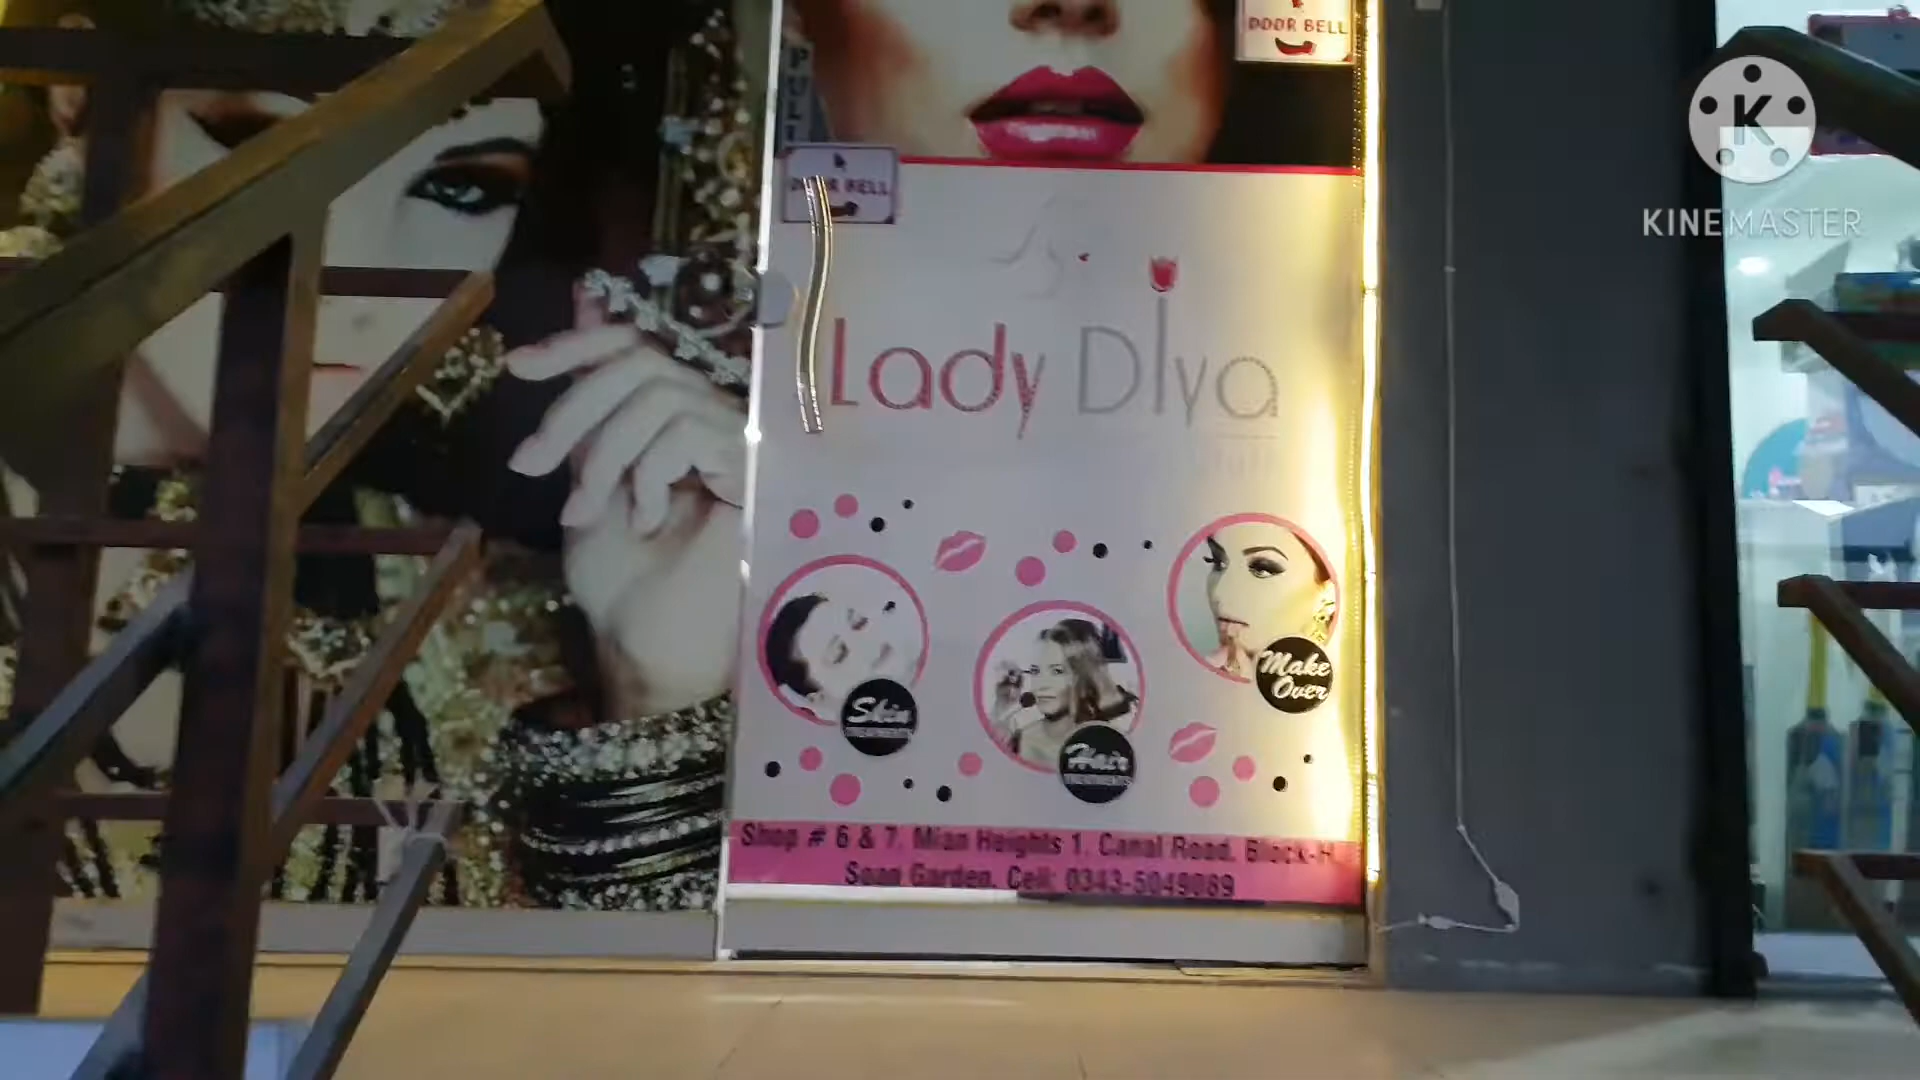 DOOR BELL
PULL
DOOR BELL
K
KINEMASTER
Lady Diva
Make
Over
Skin
Hair
Shop # 6 & 7, Mian Heights 1, Canal Road, Block-H
Soan Garden. Cell: 0343-5049089